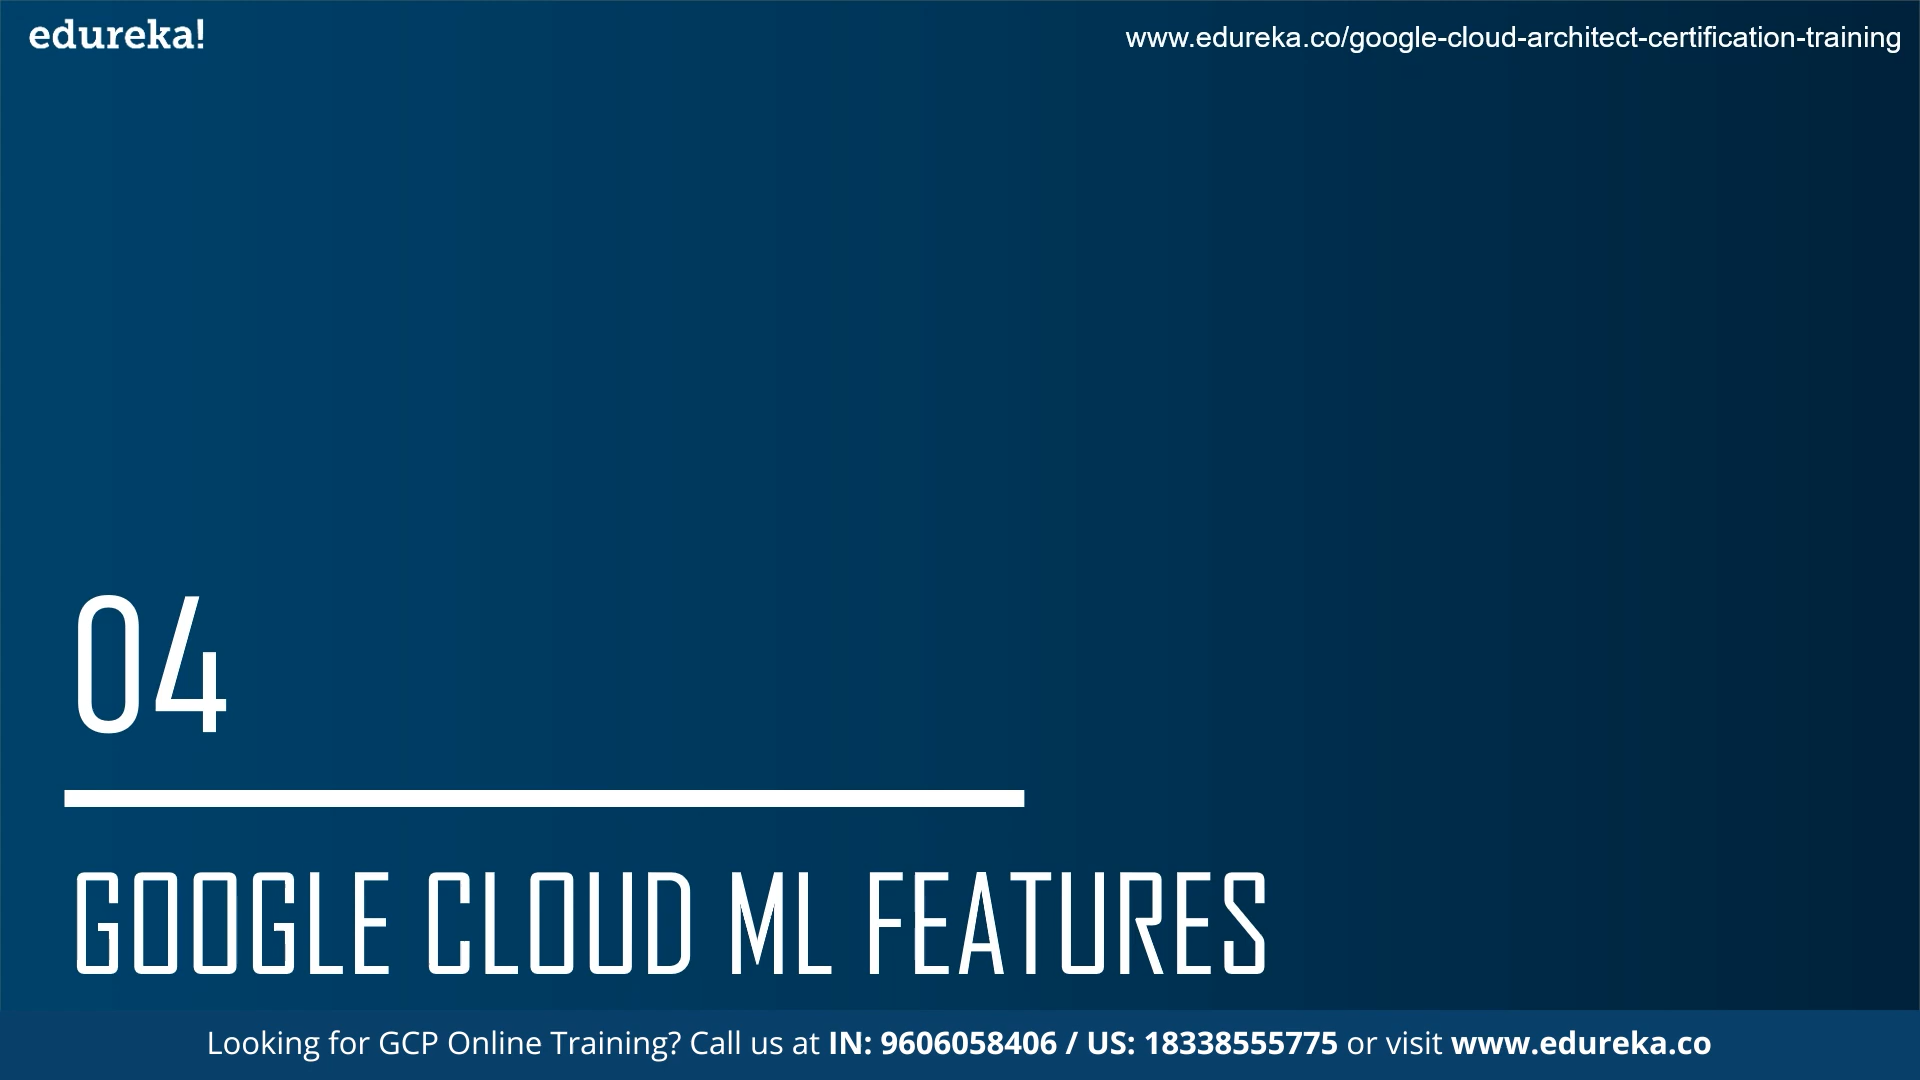 edureka!
www.edureka.co/google-cloud-architect-certification-training
04
GOOGLE CLOUD ML FEATURES
Looking for GCP Online Training? Call us at IN: 9606058406 / US: 18338555775 or visit www.edureka.co